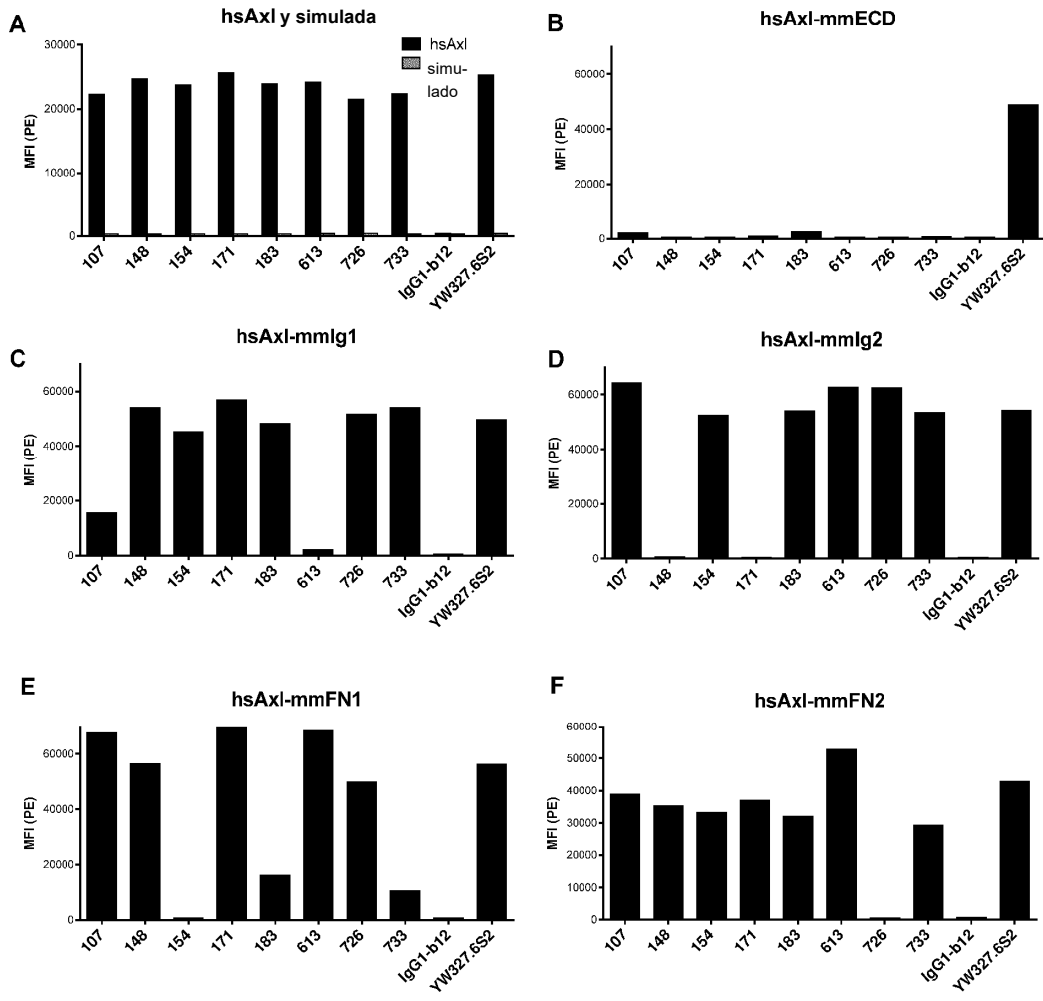 A
hsAxl y simulada
hsAxl
simu-
lado
MFI (PE)
30000
20000
10000
0
107
148
154
171
183
613
726
733
IgG1-b12
YW327.6S2
B
hsAxl-mmECD
MFI (PE)
60000
40000
20000
0
107
148
154
171
183
613
726
733
IgG1-b12
YW327.6S2
C
hsAxl-mmIg1
MFI (PE)
60000
40000
20000
0
107
148
154
171
183
613
726
733
IgG1-b12
YW327.6S2
D
hsAxl-mmIg2
MFI (PE)
60000
40000
20000
0
107
148
154
171
183
613
726
733
IgG1-b12
YW327.6S2
E
hsAxl-mmFN1
MFI (PE)
60000
40000
20000
0
107
148
154
171
183
613
726
733
IgG1-b12
YW327.6S2
F
hsAxl-mmFN2
MFI (PE)
60000
50000
40000
30000
20000
10000
0
107
148
154
171
183
613
726
733
IgG1-b12
YW327.6S2